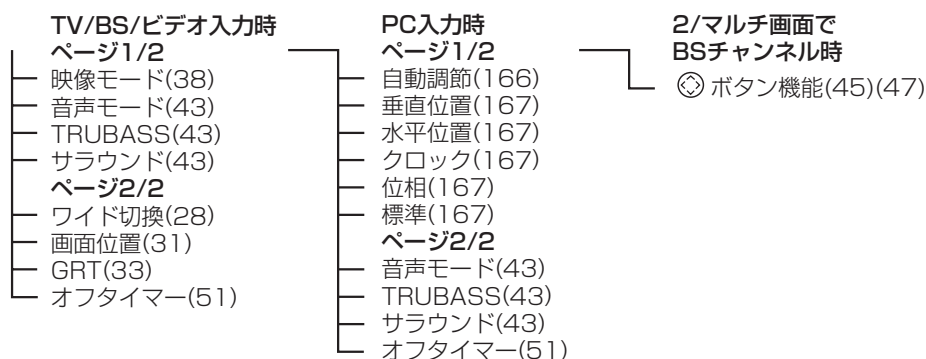 TV/BS/ビデオ入力時
ページ1/2
映像モード(38)
音声モード(43)
TRUBASS(43)
サラウンド(43)
ページ2/2
ワイド切換(28)
画面位置(31)
GRT(33)
オフタイマー(51)
PC入力時
ページ1/2
自動調節(166)
垂直位置(167)
水平位置(167)
クロック(167)
位相(167)
標準(167)
ページ2/2
音声モード(43)
TRUBASS(43)
サラウンド(43)
オフタイマー(51)
2/マルチ画面で
BSチャンネル時
ボタン機能(45)(47)